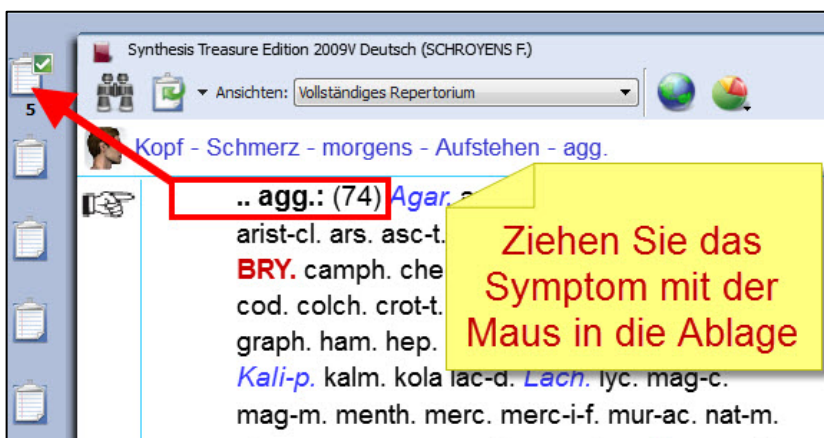 Synthesis Treasure Edition 2009V Deutsch (SCHROYENS F.)
Ansichten: Vollständiges Repertorium
5
Kopf - Schmerz - morgens - Aufstehen - agg.
.. agg.: (74) Agar.
arist-cl. ars. asc-t.
BRY. camph. che
cod. colch. crot-t.
graph. ham. hep.
Kali-p. kalm. kola lac-d. Lach. lyc. mag-c.
mag-m. menth. merc. merc-i-f. mur-ac. nat-m.
Ziehen Sie das
Symptom mit der
Maus in die Ablage